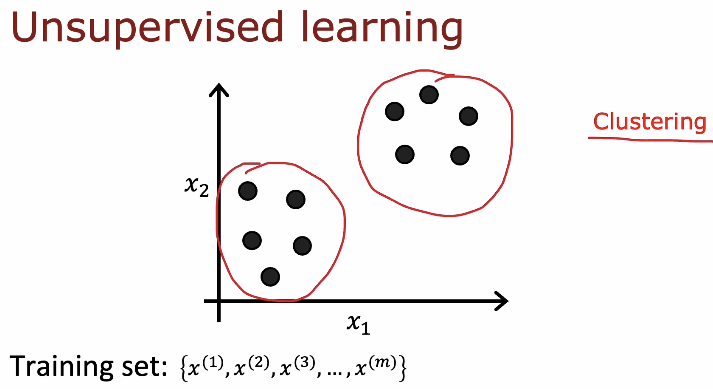 Unsupervised learning
Clustering
x₂
x₁
Training set: {x⁽¹⁾, x⁽²⁾, x⁽³⁾, …, x⁽ᵐ⁾}